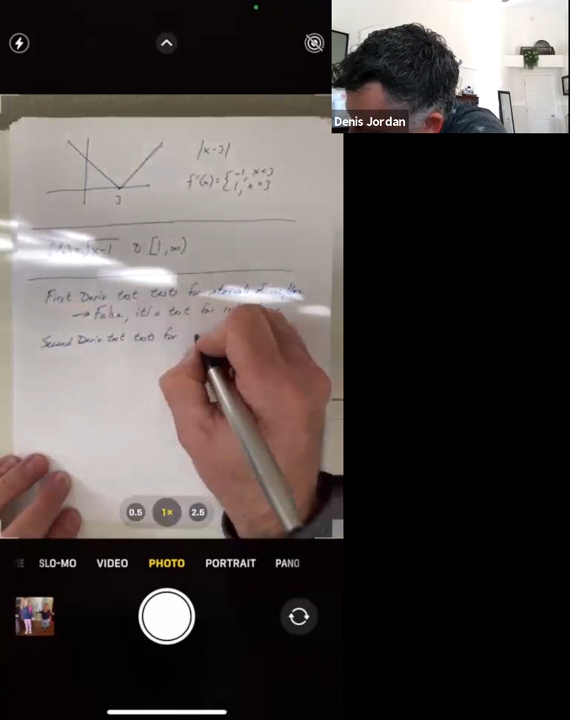 Denis Jordan
|x-3|
f'(x) = { -1, x<3
1, x>3
3
f(x) = √x-1 D: [1, ∞)
First Deriv test tests for intervals of
→ False, it's a test for
Second Deriv test tests for
0.5 1× 2.5
SLO-MO VIDEO PHOTO PORTRAIT PANO